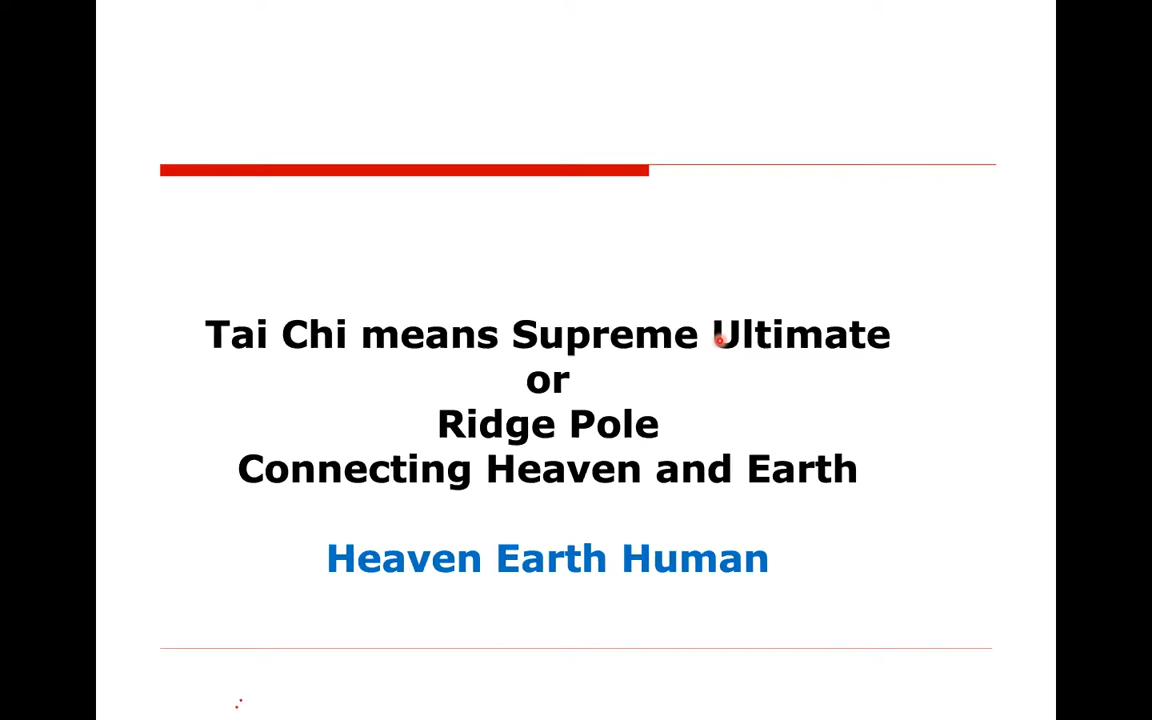 Tai Chi means Supreme Ultimate
or
Ridge Pole
Connecting Heaven and Earth
Heaven Earth Human